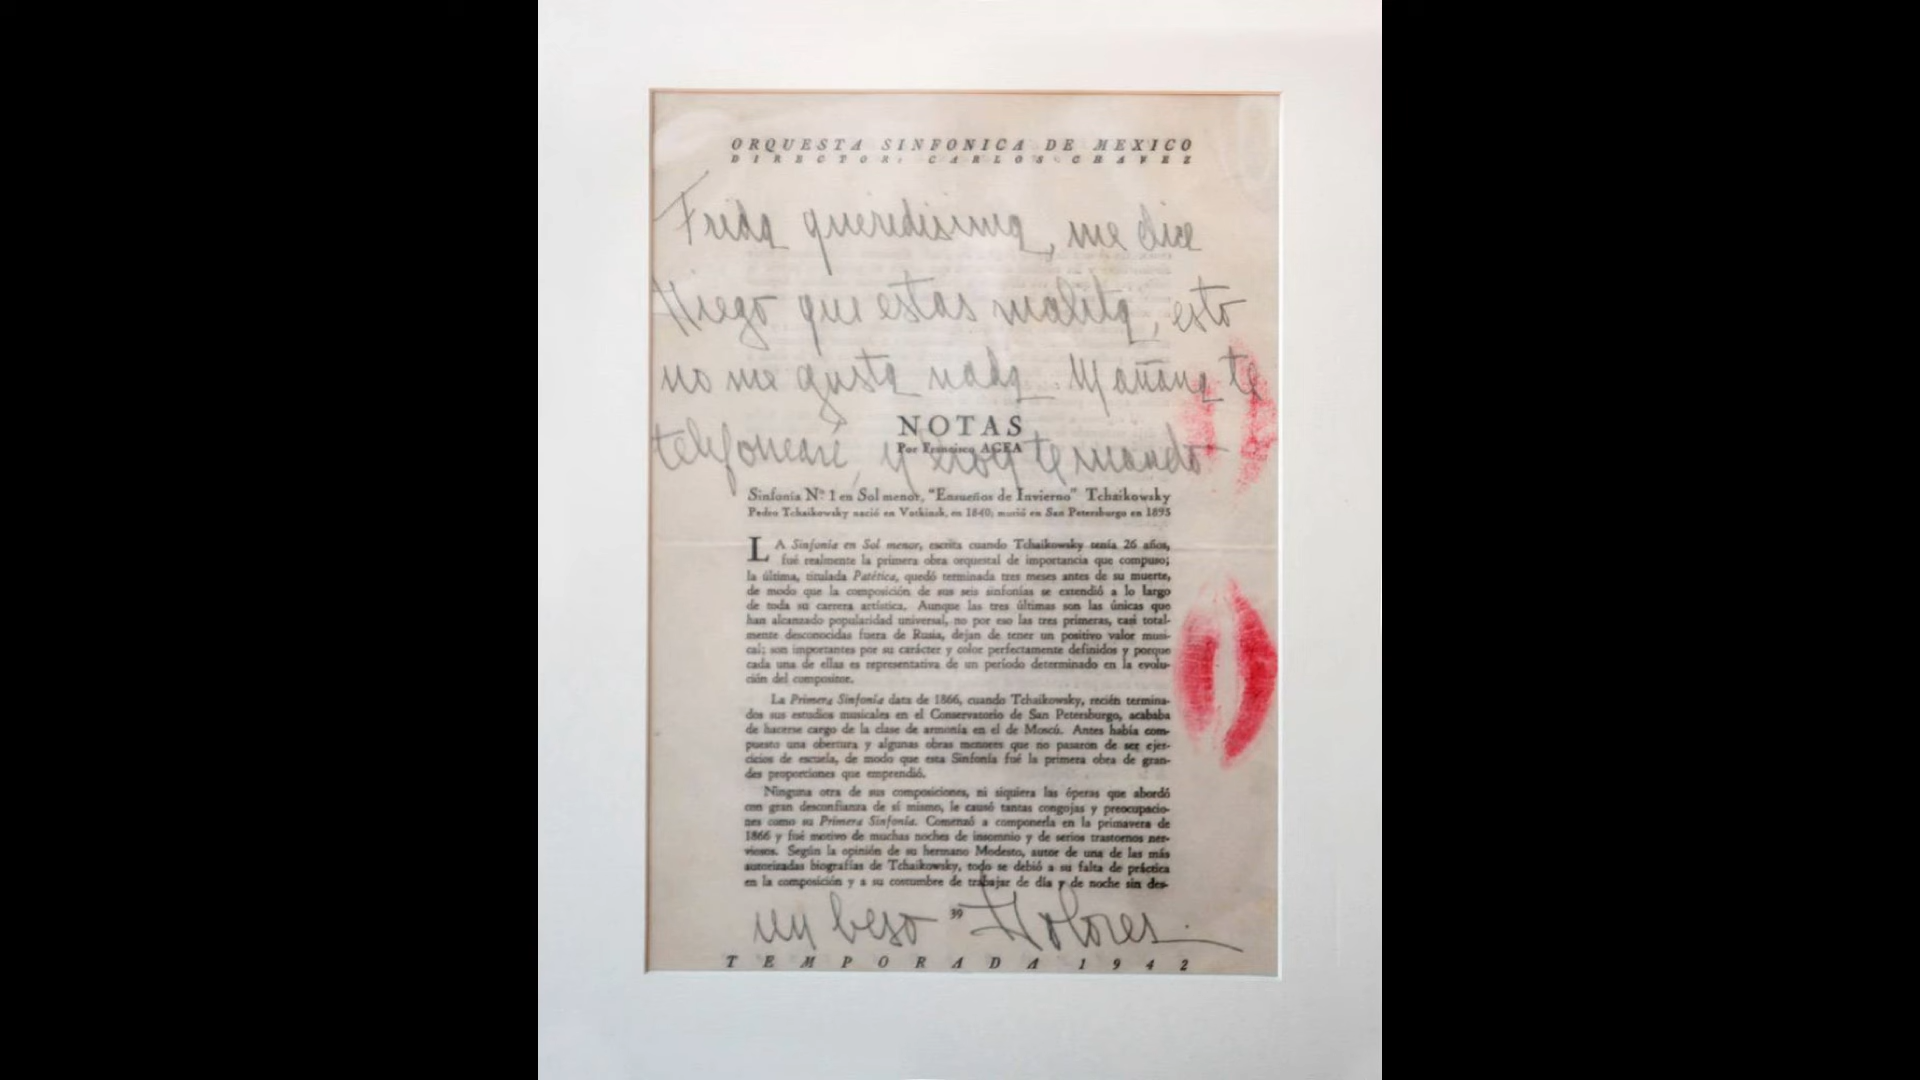 ORQUESTA SINFONICA DE MEXICO
DIRECTOR: CARLOS CHAVEZ
Frida queridisima, me dice
Diego que estas malita, esto
no me gusta nada. Mañana te
NOTAS
telefonearé, y hoy te mando
Por Francisco AGEA
Sinfonía Nº 1 en Sol menor, "Ensueños de Invierno" Tchaikowsky
Pedro Tchaikowsky nació en Votkinsk, en 1840; murió en San Petersburgo en 1893
LA Sinfonía en Sol menor, escrita cuando Tchaikowsky tenía 26 años,
fué realmente la primera obra orquestal de importancia que compuso;
la última, titulada Patética, quedó terminada tres meses antes de su muerte,
de modo que la composición de sus seis sinfonías se extendió a lo largo
de toda su carrera artística. Aunque las tres últimas son las únicas que
han alcanzado popularidad universal, no por eso las tres primeras, casi total-
mente desconocidas fuera de Rusia, dejan de tener un positivo valor musi-
cal; son importantes por su carácter y color perfectamente definidos y porque
cada una de ellas es representativa de un período determinado en la evolu-
ción del compositor.
La Primera Sinfonía data de 1866, cuando Tchaikowsky, recién termina-
dos sus estudios musicales en el Conservatorio de San Petersburgo, acababa
de hacerse cargo de la clase de armonía en el de Moscú. Antes había com-
puesto una obertura y algunas obras menores que no pasaron de ser ejer-
cicios de escuela, de modo que esta Sinfonía fué la primera obra de gran-
des proporciones que emprendió.
Ninguna otra de sus composiciones, ni siquiera las óperas que abordó
con gran desconfianza de sí mismo, le causó tantas congojas y preocupacio-
nes como su Primera Sinfonía. Comenzó a componerla en la primavera de
1866 y fué motivo de muchas noches de insomnio y de serios trastornos ner-
viosos. Según la opinión de su hermano Modesto, autor de una de las más
autorizadas biografías de Tchaikowsky, todo se debió a su falta de práctica
en la composición y a su costumbre de trabajar de día y de noche sin des-
39
un beso Dolores.
TEMPORADA 1942